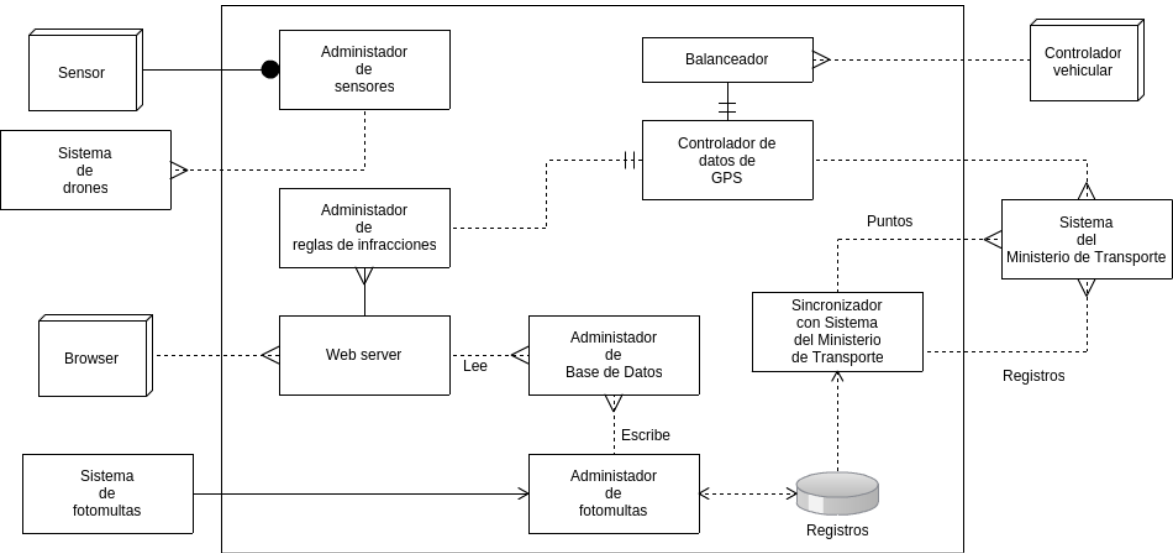 Sensor
Administador
de
sensores
Balanceador
Controlador
vehicular
Sistema
de
drones
Controlador de
datos de
GPS
Administador
de
reglas de infracciones
Puntos
Sistema
del
Ministerio de Transporte
Browser
Web server
Lee
Administador
de
Base de Datos
Sincronizador
con Sistema
del Ministerio
de Transporte
Registros
Escribe
Sistema
de
fotomultas
Administador
de
fotomultas
Registros